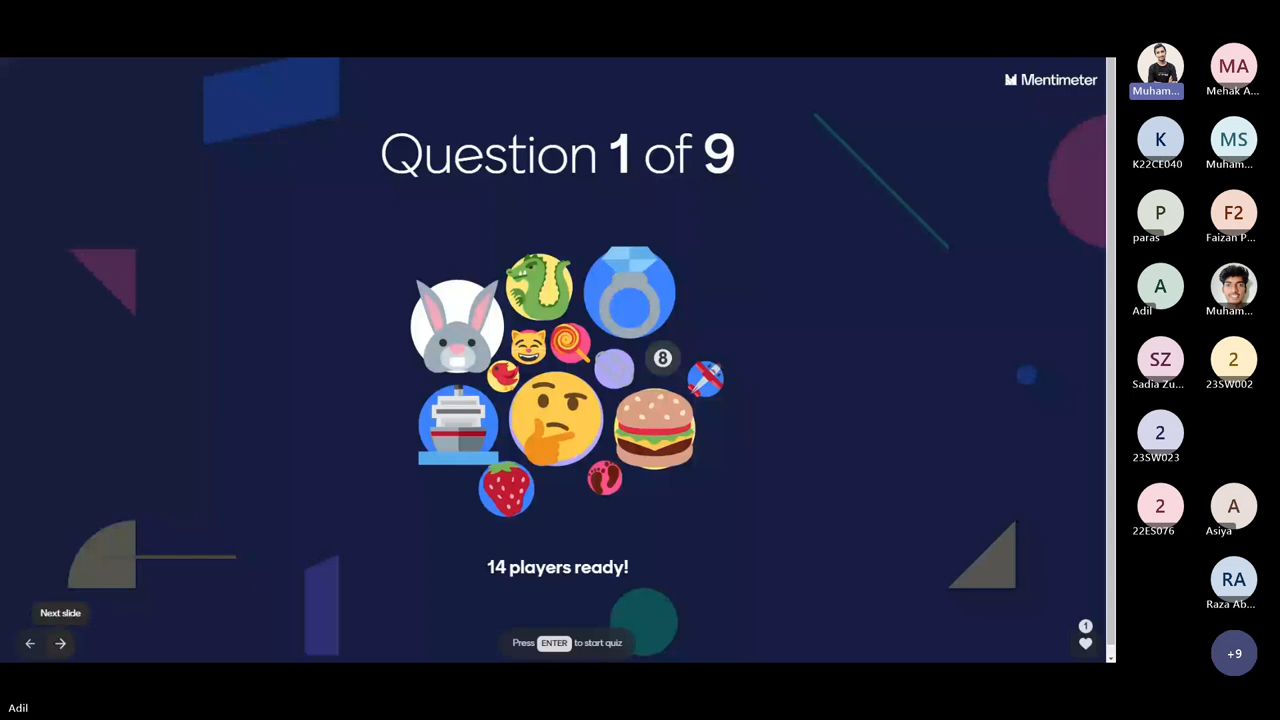 Mentimeter
Question 1 of 9
8
14 players ready!
Next slide
Press ENTER to start quiz
1
Adil
Muham...
MA
Mehak A...
K
K22CE040
MS
Muham...
P
paras
F2
Faizan P...
A
Adil
Muham...
SZ
Sadia Zu...
2
23SW002
2
23SW023
2
22ES076
A
Asiya
RA
Raza Ab...
+9